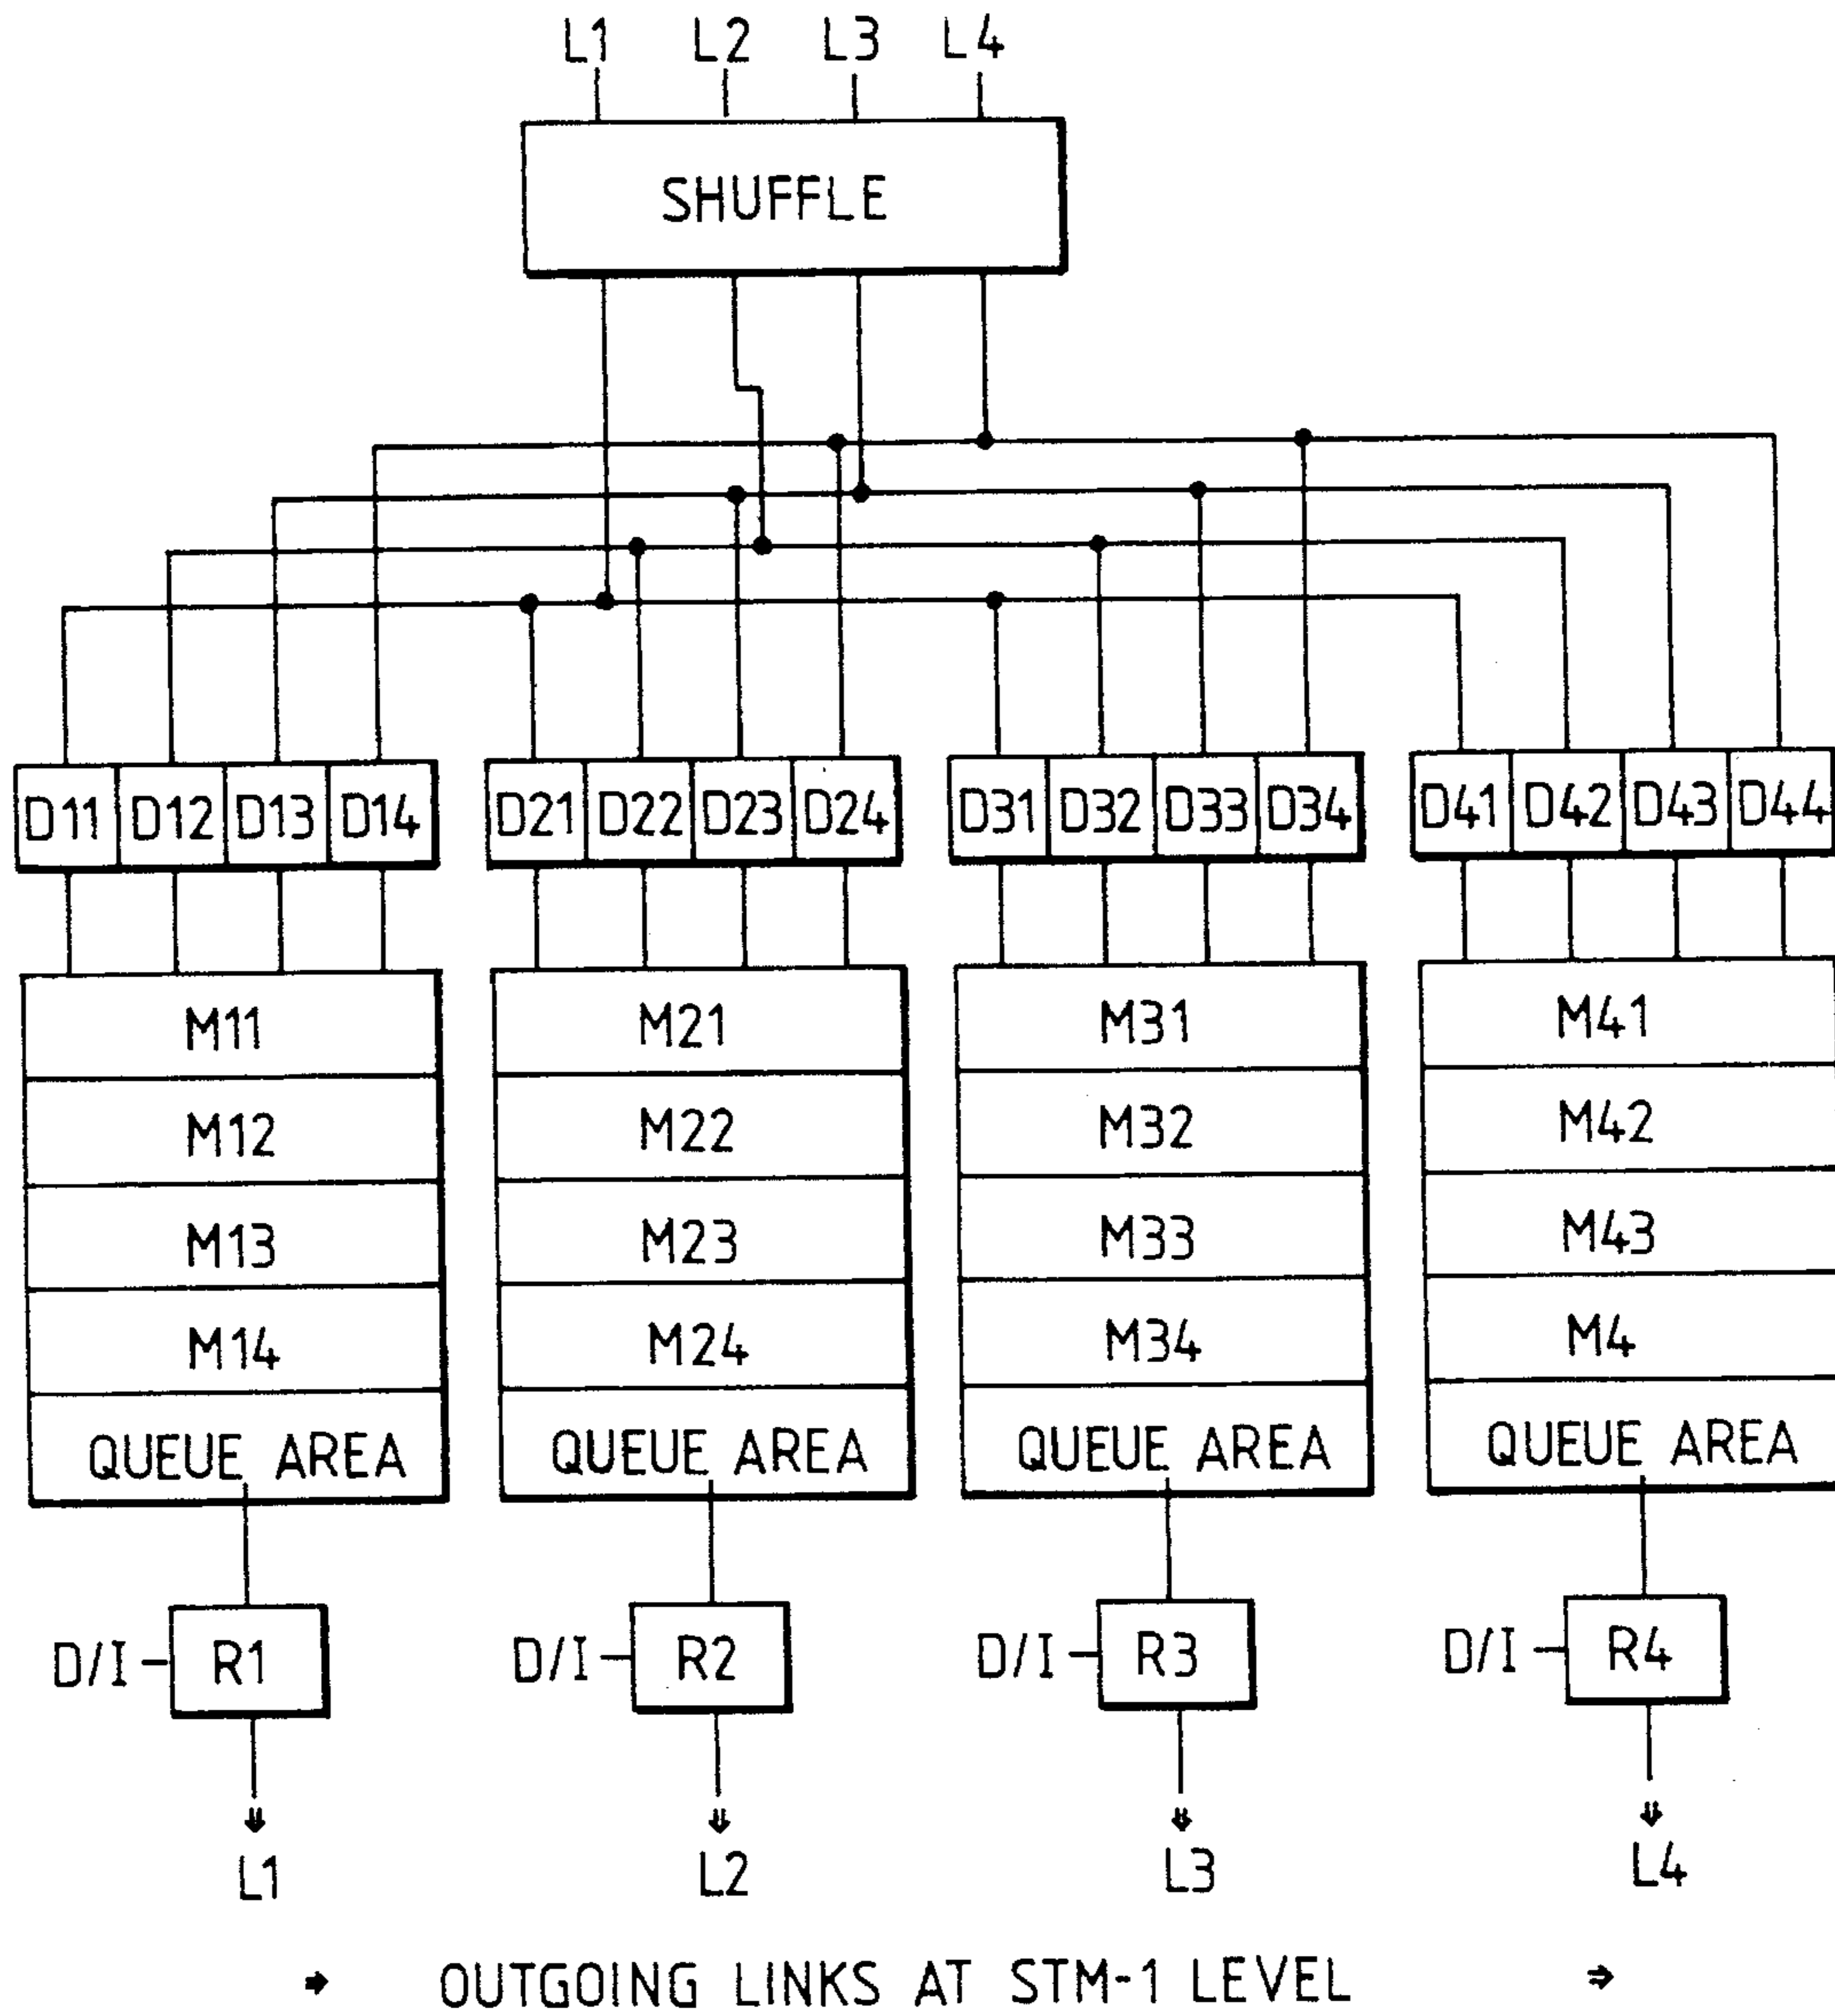 L1 L2 L3 L4
SHUFFLE
D11 D12 D13 D14 D21 D22 D23 D24 D31 D32 D33 D34 D41 D42 D43 D44
M11 M21 M31 M41
M12 M22 M32 M42
M13 M23 M33 M43
M14 M24 M34 M4
QUEUE AREA QUEUE AREA QUEUE AREA QUEUE AREA
D/I R1 D/I R2 D/I R3 D/I R4
L1 L2 L3 L4
OUTGOING LINKS AT STM-1 LEVEL